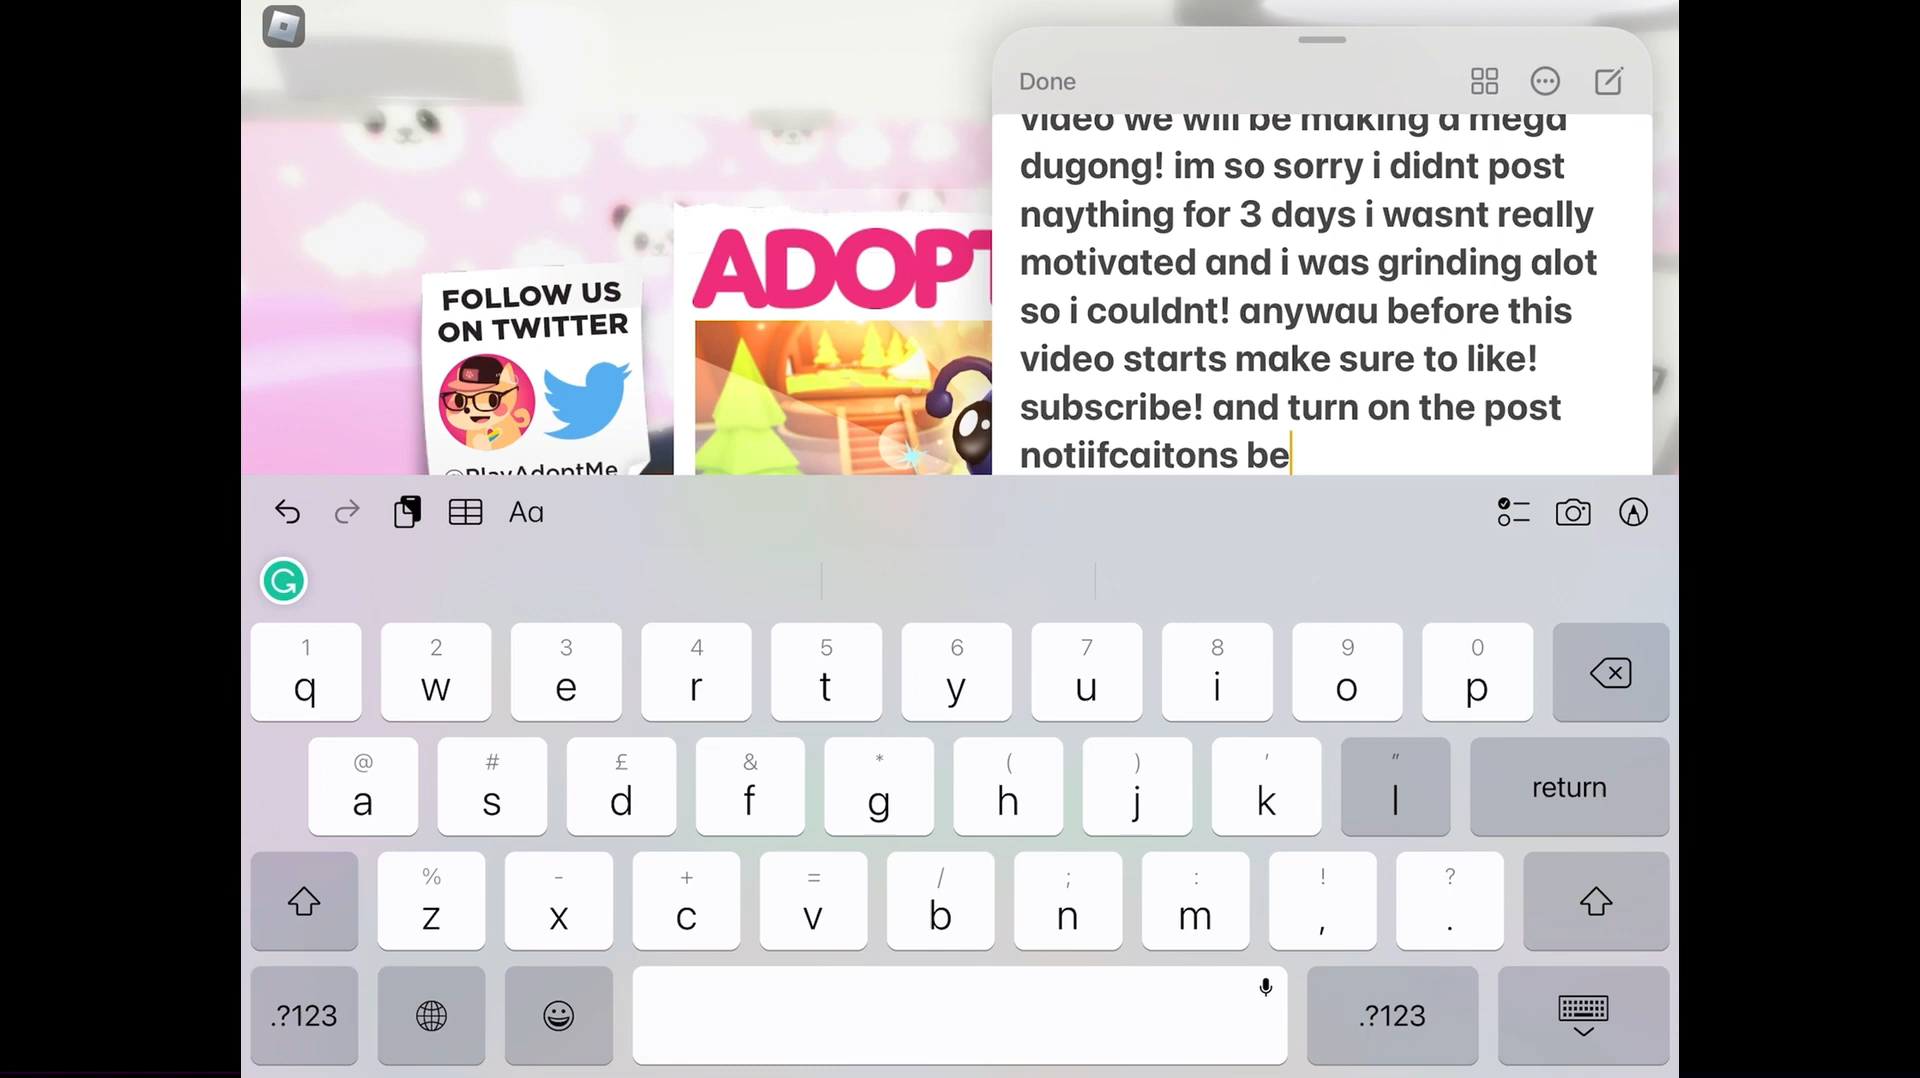 Done
video we will be making a mega
dugong! im so sorry i didnt post
naything for 3 days i wasnt really
motivated and i was grinding alot
so i couldnt! anywau before this
video starts make sure to like!
subscribe! and turn on the post
notiifcaitons be
ADOPT
FOLLOW US
ON TWITTER
@PlayAdoptMe
Aa
1 2 3 4 5 6 7 8 9 0
q w e r t y u i o p
@ # £ & * ( ) ' "
a s d f g h j k l return
% - + = / ; : ! ?
z x c v b n m , .
.?123 .?123